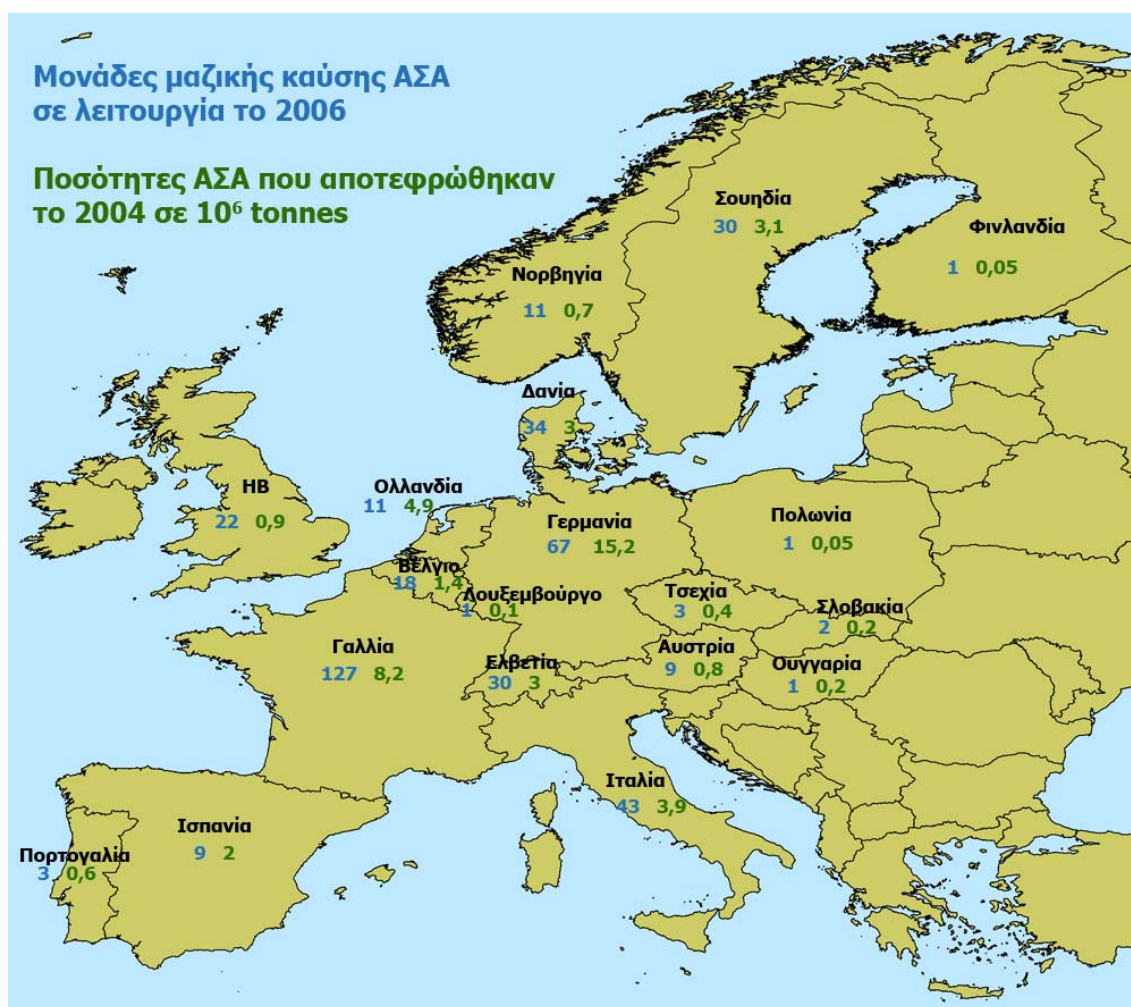 Μονάδες μαζικής καύσης ΑΣΑ
σε λειτουργία το 2006
Ποσότητες ΑΣΑ που αποτεφρώθηκαν
το 2004 σε 10⁶ tonnes
Σουηδία
30 3,1
Φινλανδία
1 0,05
Νορβηγία
11 0,7
Δανία
34 3
ΗΒ
22 0,9
Ολλανδία
11 4,9
Γερμανία
67 15,2
Πολωνία
1 0,05
Βέλγιο
18 1,4
Λουξεμβούργο
1 0,1
Τσεχία
3 0,4
Σλοβακία
2 0,2
Γαλλία
127 8,2
Ελβετία
30 3
Αυστρία
9 0,8
Ουγγαρία
1 0,2
Ιταλία
43 3,9
Ισπανία
9 2
Πορτογαλία
3 0,6